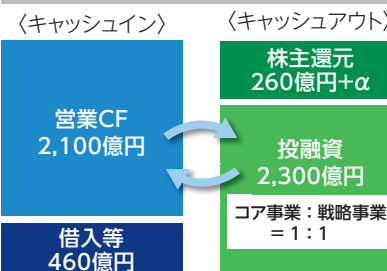 〈キャッシュイン〉
〈キャッシュアウト〉
営業CF
2,100億円
借入等
460億円
株主還元
260億円+α
投融資
2,300億円
コア事業：戦略事業
＝1：1